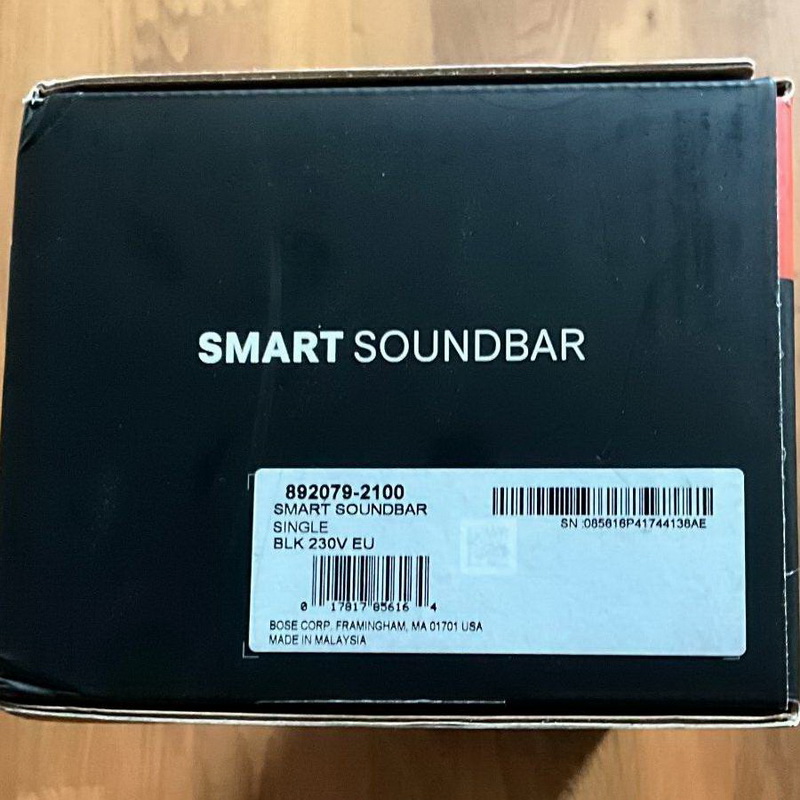 SMART SOUNDBAR
892079-2100
SMART SOUNDBAR
SINGLE
BLK 230V EU
SN :085616P41744138AE
0 17817 85616 4
BOSE CORP. FRAMINGHAM, MA 01701 USA
MADE IN MALAYSIA